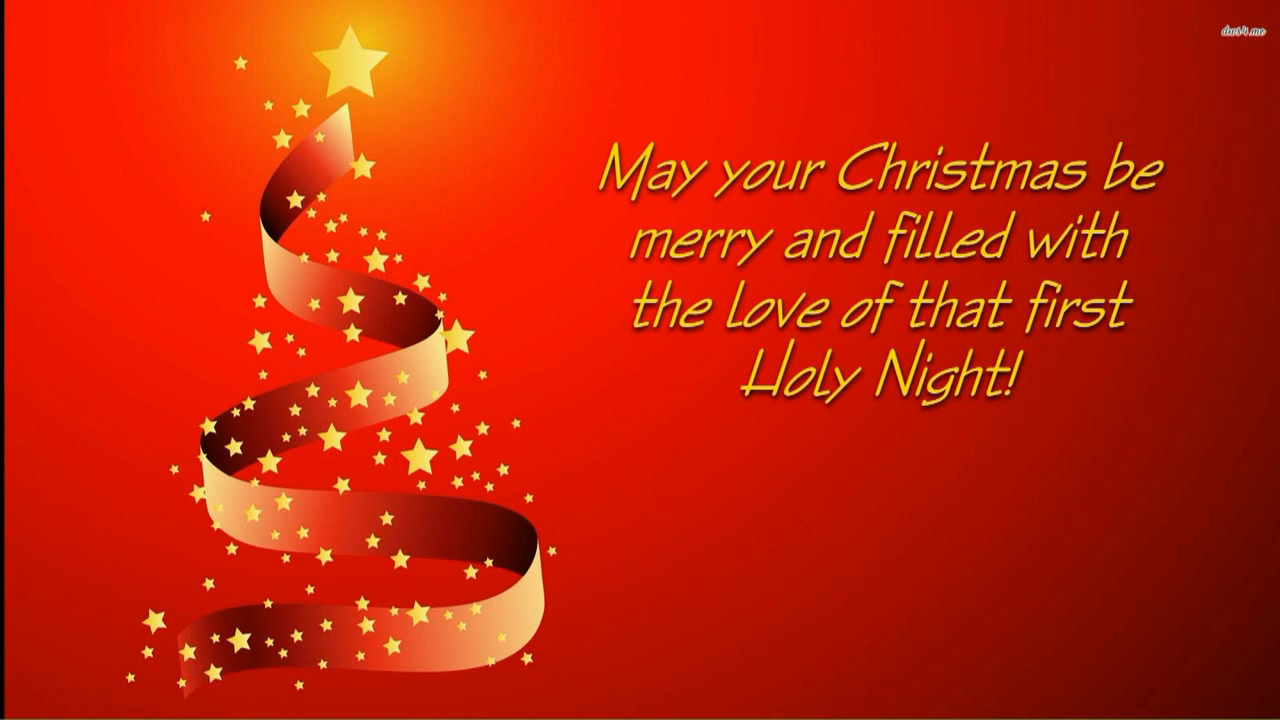 May your Christmas be
merry and filled with
the love of that first
Holy Night!